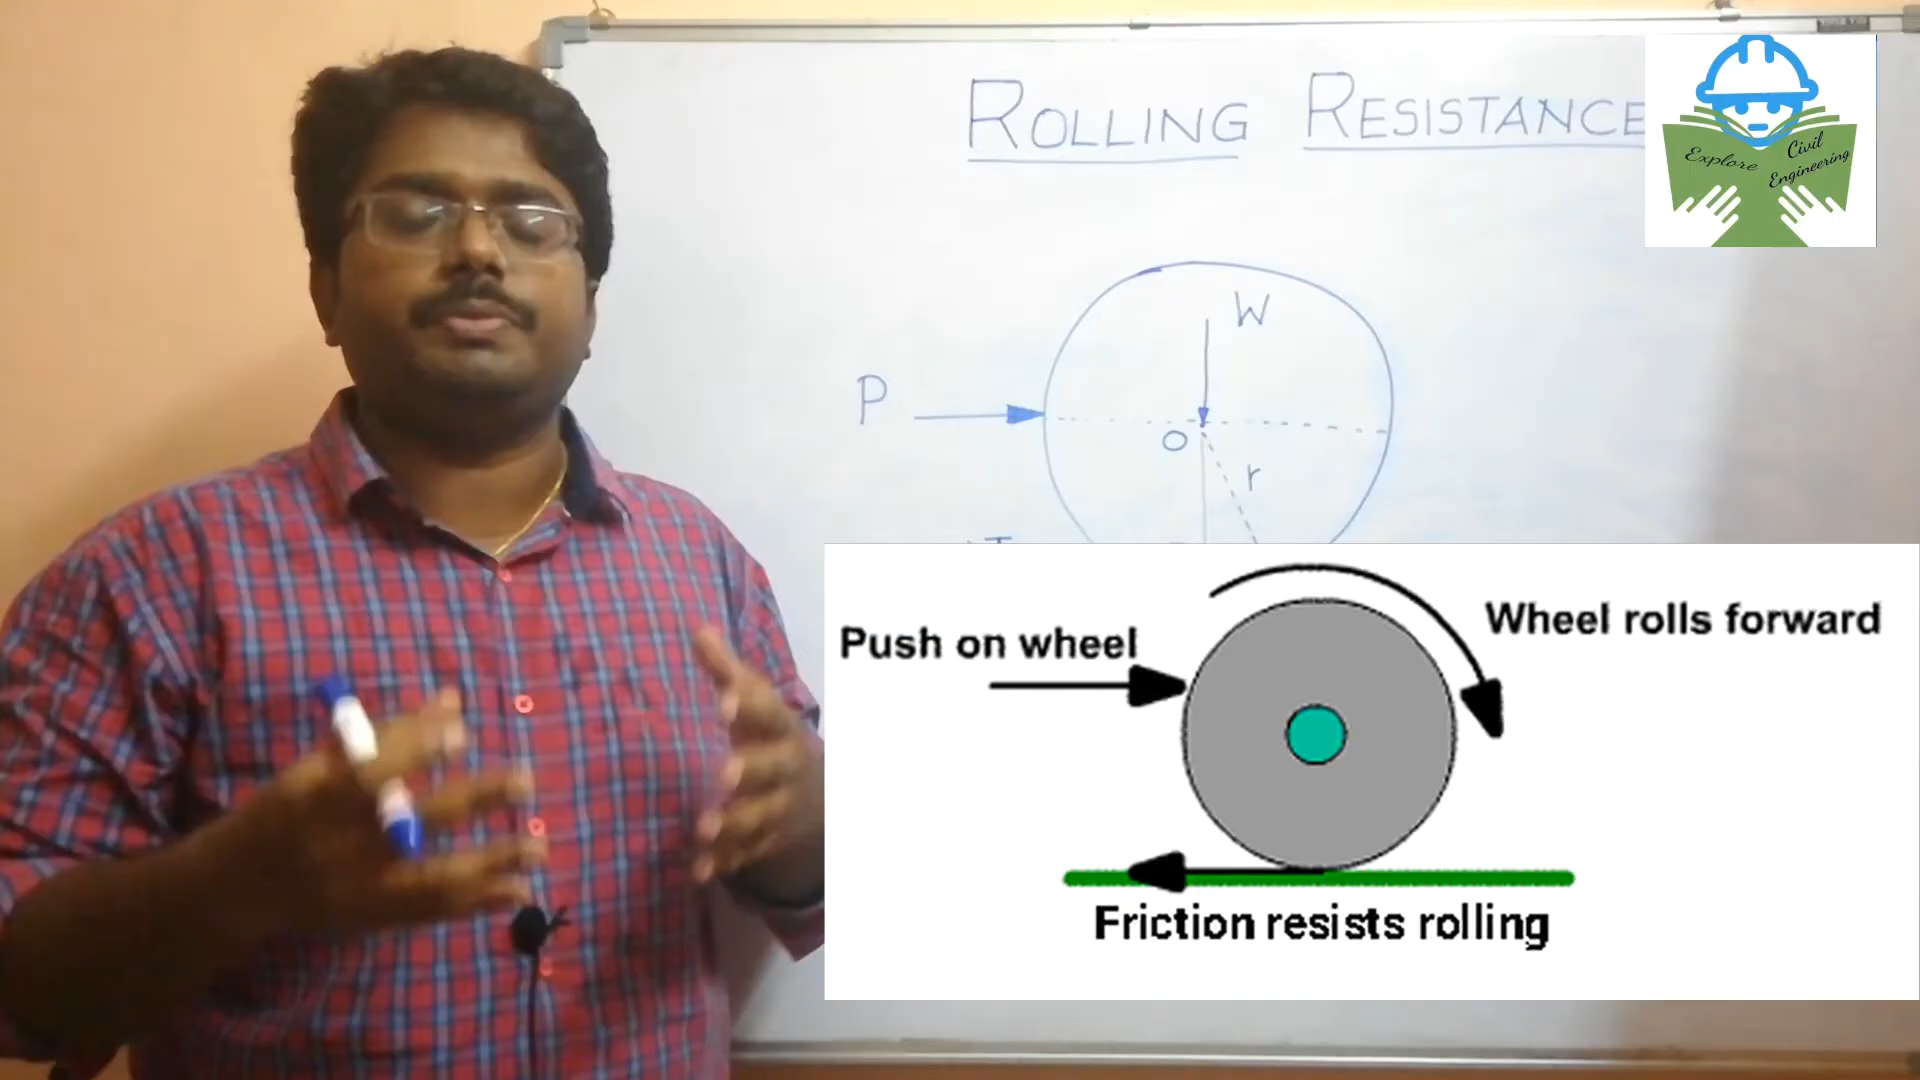 ROLLING RESISTANCE
Explore Civil Engineering
W
P
O
r
Push on wheel
Wheel rolls forward
Friction resists rolling